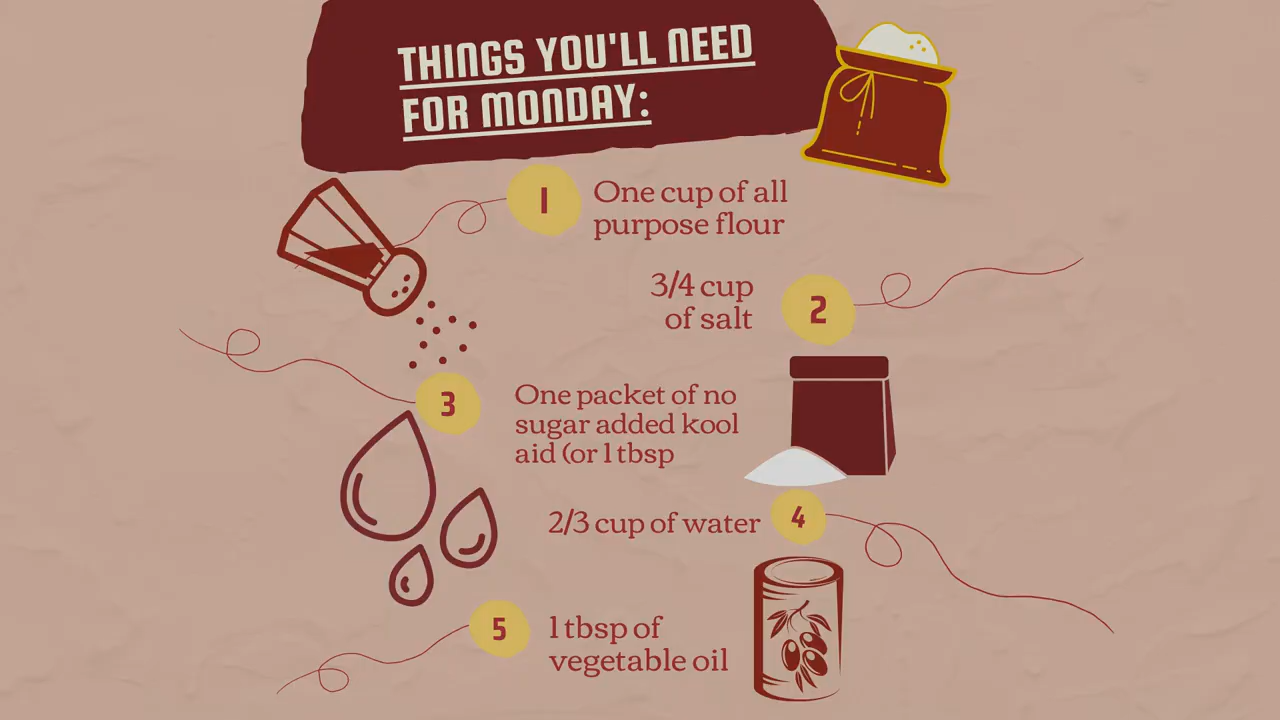 THINGS YOU'LL NEED
FOR MONDAY:
1
One cup of all
purpose flour
3/4 cup
of salt
2
3
One packet of no
sugar added kool
aid (or 1 tbsp
2/3 cup of water
4
5
1 tbsp of
vegetable oil